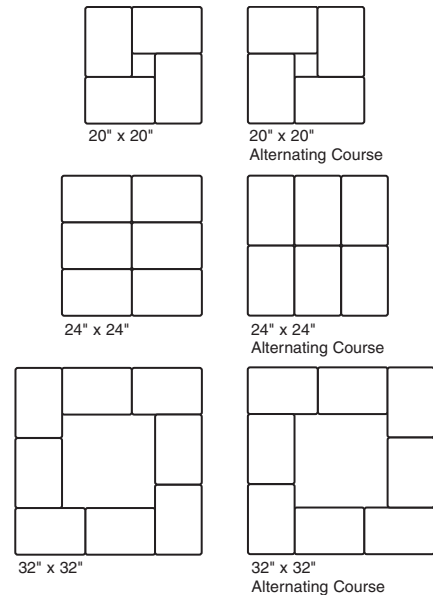 20" x 20"
20" x 20"
Alternating Course
24" x 24"
24" x 24"
Alternating Course
32" x 32"
32" x 32"
Alternating Course